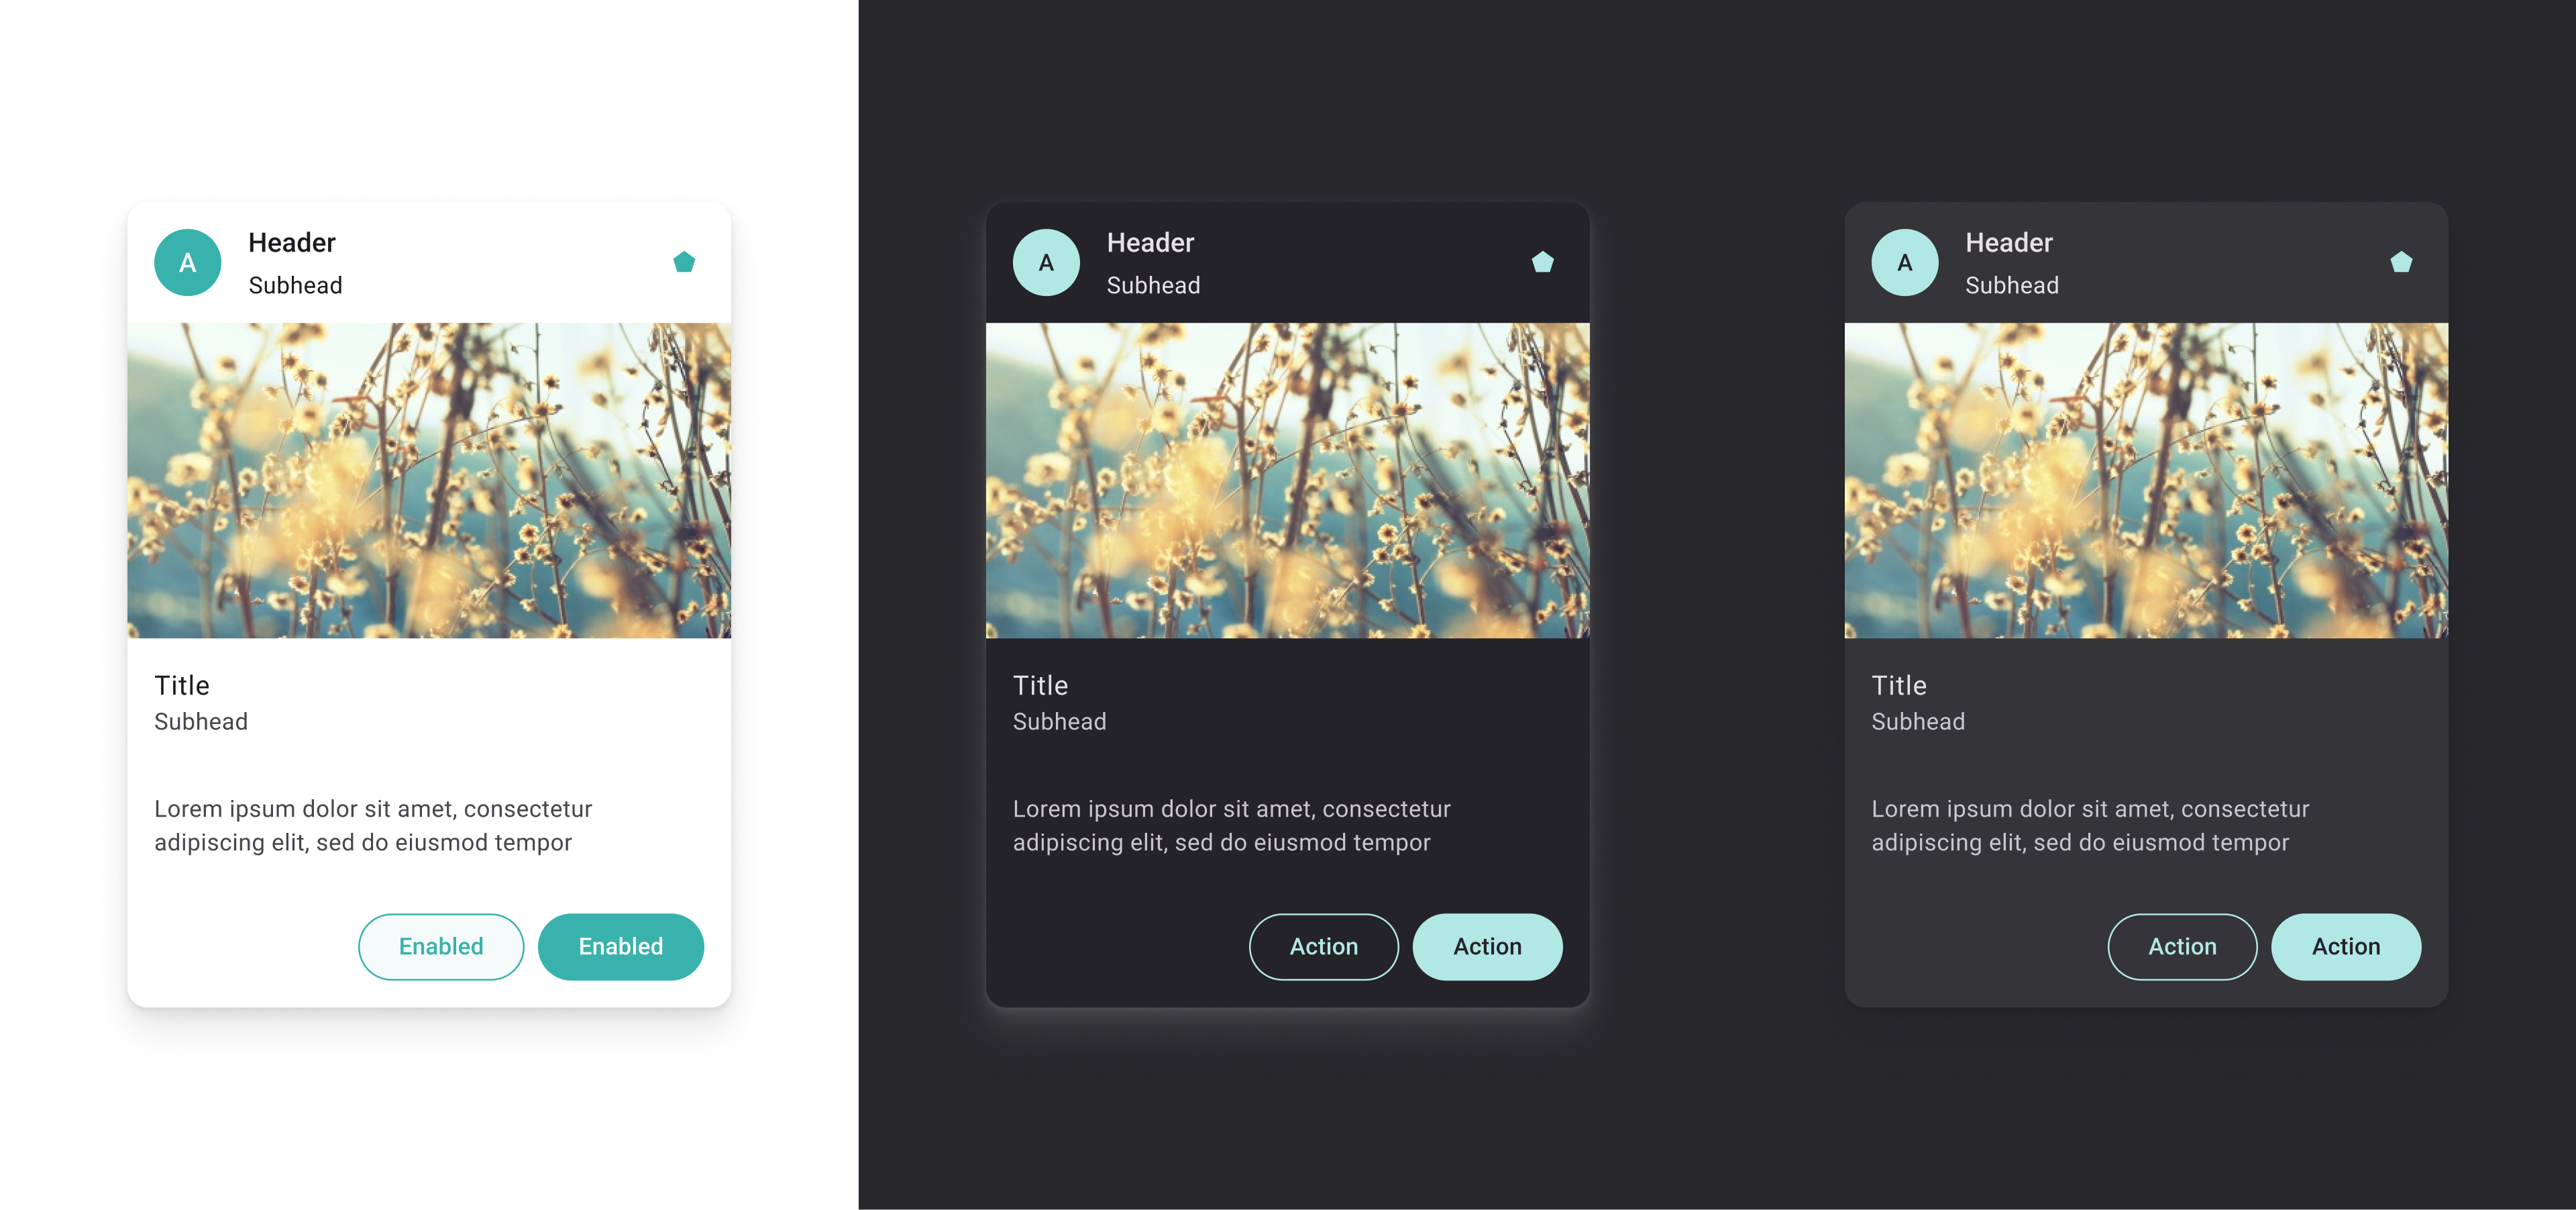 A
Header
Subhead
Title
Subhead
Lorem ipsum dolor sit amet, consectetur
adipiscing elit, sed do eiusmod tempor
Enabled
Enabled
A
Header
Subhead
Title
Subhead
Lorem ipsum dolor sit amet, consectetur
adipiscing elit, sed do eiusmod tempor
Action
Action
A
Header
Subhead
Title
Subhead
Lorem ipsum dolor sit amet, consectetur
adipiscing elit, sed do eiusmod tempor
Action
Action